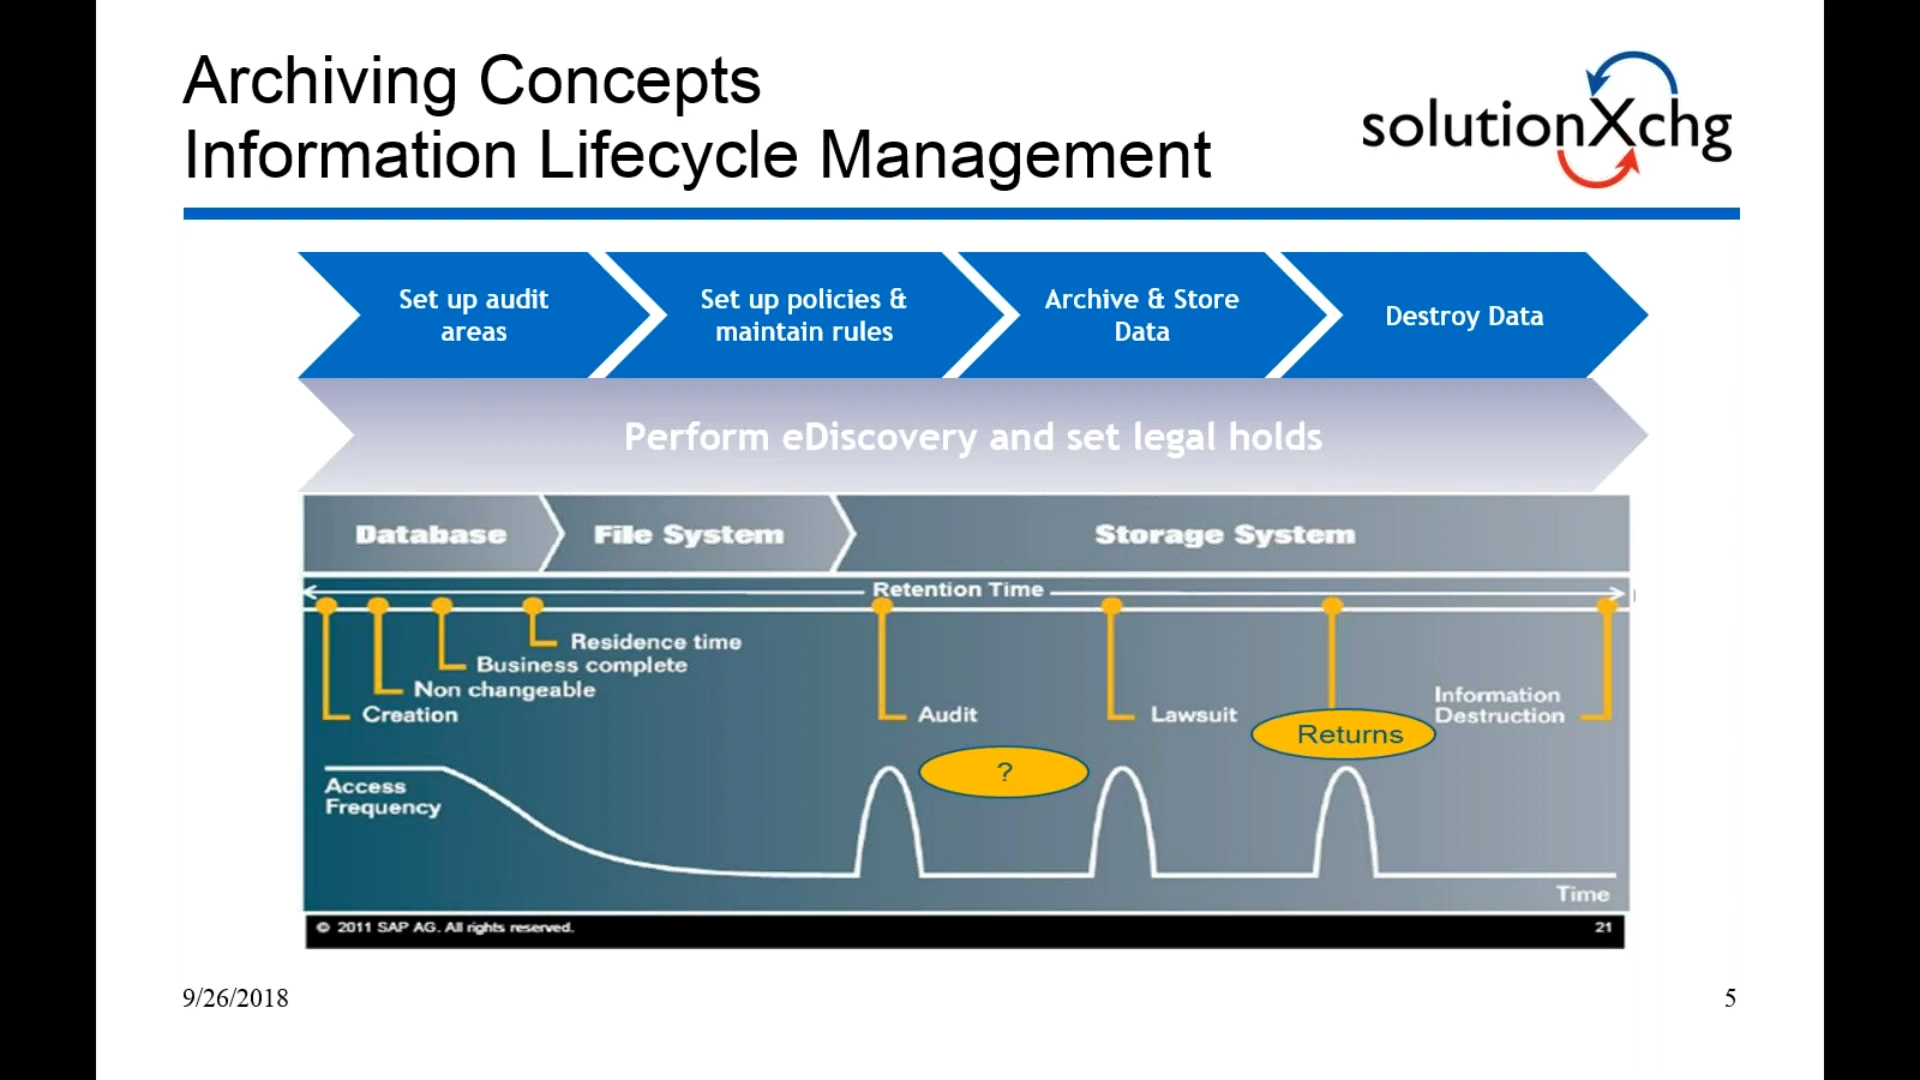 Archiving Concepts
Information Lifecycle Management
solutionXchg
Set up audit
areas
Set up policies &
maintain rules
Archive & Store
Data
Destroy Data
Perform eDiscovery and set legal holds
Database
File System
Storage System
Retention Time
Residence time
Business complete
Non changeable
Creation
Audit
Lawsuit
Returns
Information
Destruction
?
Access
Frequency
Time
© 2011 SAP AG. All rights reserved.
21
9/26/2018
5